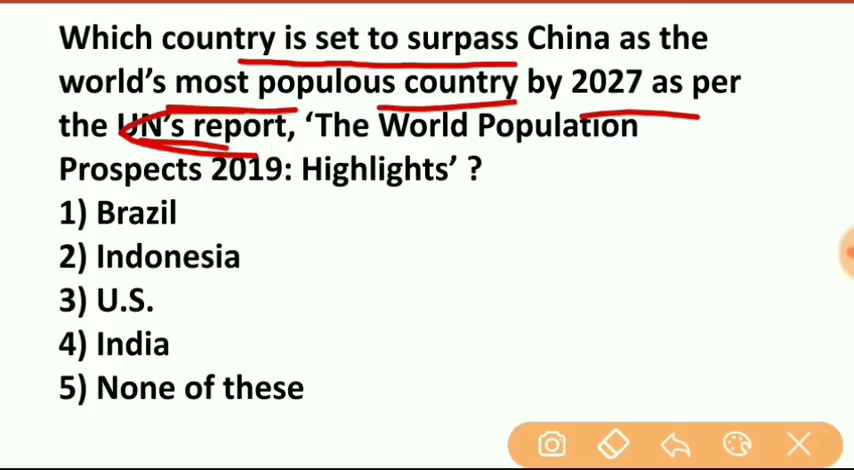 Which country is set to surpass China as the
world’s most populous country by 2027 as per
the UN’s report, ‘The World Population
Prospects 2019: Highlights’ ?
1) Brazil
2) Indonesia
3) U.S.
4) India
5) None of these